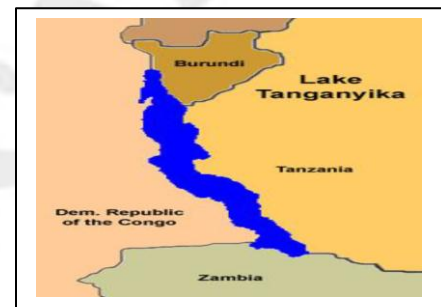 Burundi
Lake
Tanganyika
Tanzania
Dem. Republic
of the Congo
Zambia